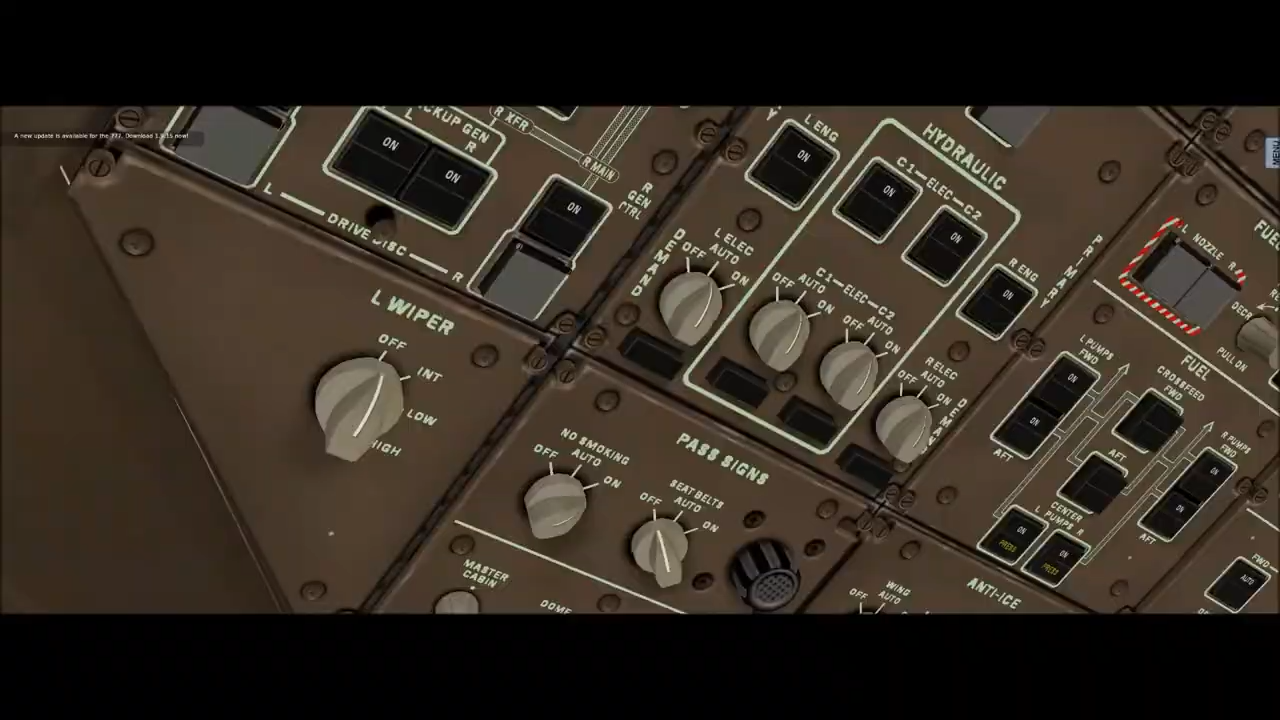 A new update is available for the 777. Download 1.9.15 now!
MENU
BACKUP GEN
L
R
ON
ON
R XFR
R MAIN
ON
R
GEN
CTRL
L
DRIVE DISC
R
L WIPER
OFF
INT
LOW
HIGH
HYDRAULIC
L ENG
ON
C1—ELEC—C2
ON
ON
R ENG
ON
PRIMARY
DEMAND
L ELEC
OFF
AUTO
ON
C1—ELEC—C2
OFF
AUTO
ON
OFF
AUTO
ON
R ELEC
OFF
AUTO
ON
L NOZZLE R
PULL ON
FUEL
L PUMPS
FWD
ON
ON
AFT
CROSSFEED
FWD
AFT
R PUMPS
FWD
ON
ON
AFT
CENTER
L PUMPS R
ON
PRESS
ON
PRESS
PASS SIGNS
NO SMOKING
OFF
AUTO
ON
SEAT BELTS
OFF
AUTO
ON
MASTER
CABIN
DOME
ANTI-ICE
WING
OFF
AUTO
ON
FWD
AUTO